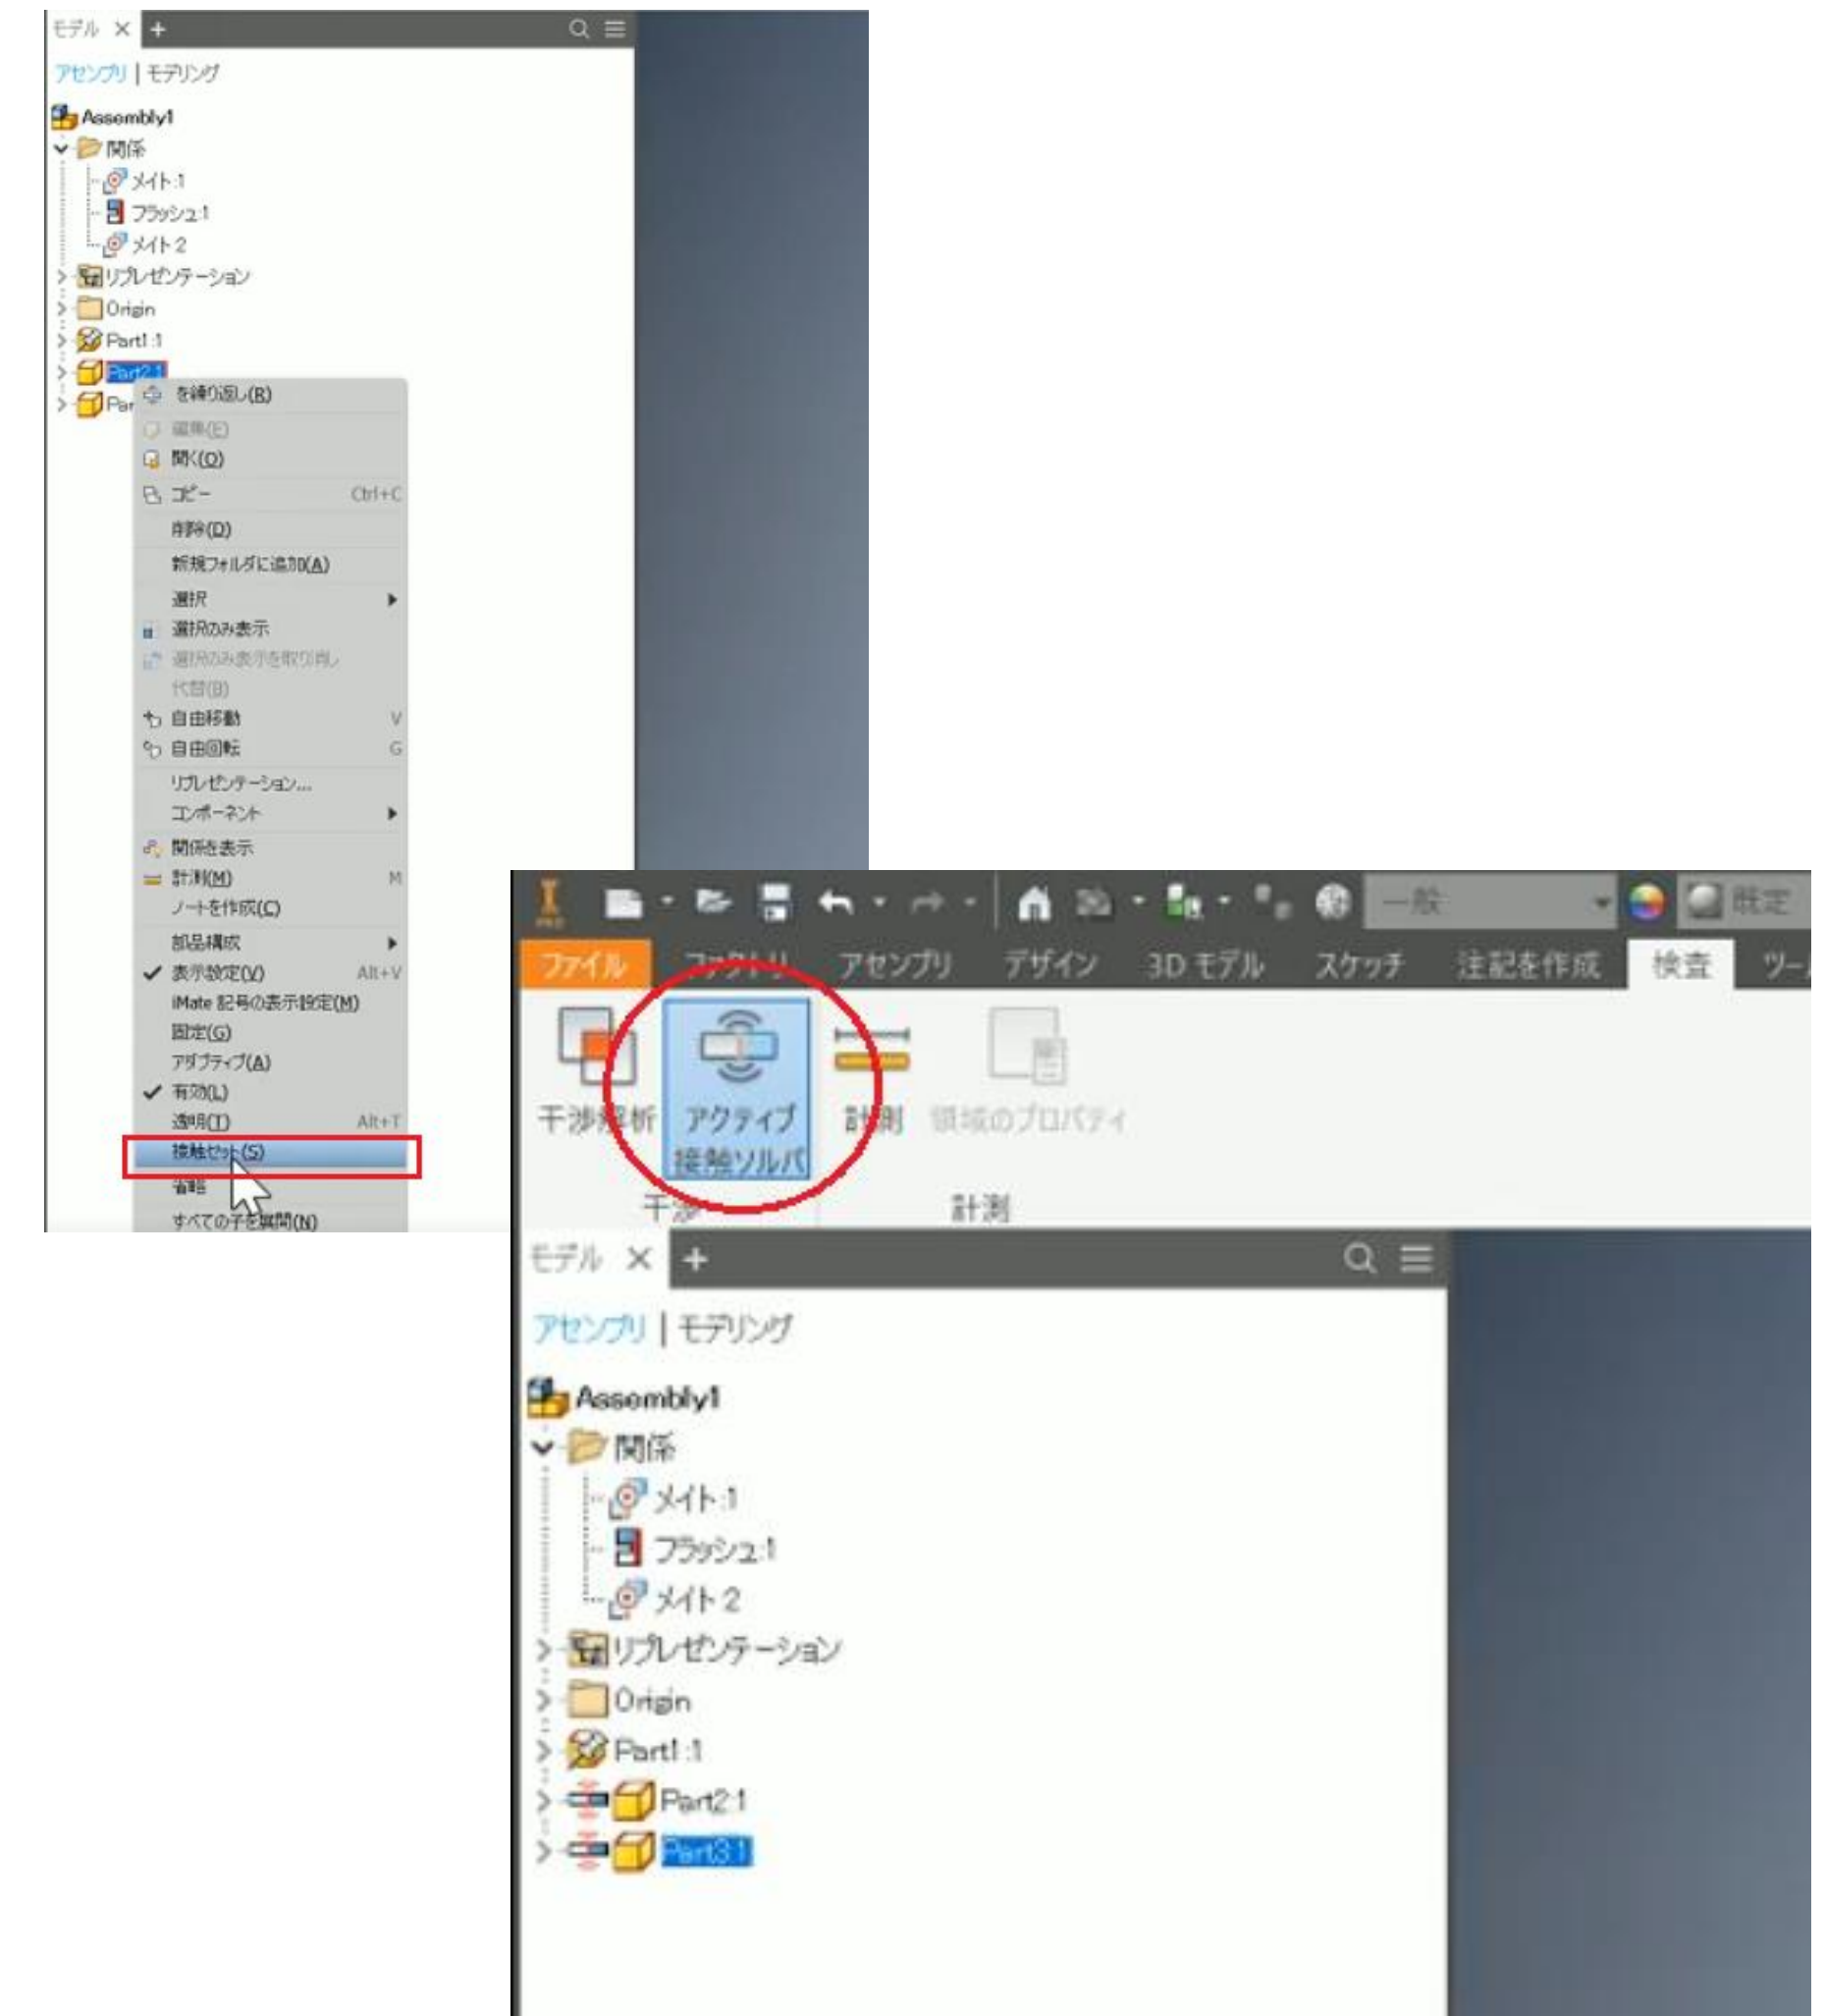 モデル × +
アセンブリ | モデリング
Assembly1
関係
メイト:1
フラッシュ:1
メイト:2
リプレゼンテーション
Origin
Part1:1
Part2:1
Par
を繰り返し(R)
編集(E)
開く(O)
コピー Ctrl+C
削除(D)
新規フォルダに追加(A)
選択
選択のみ表示
選択のみ表示を取り消し
代替(B)
自由移動 V
自由回転 G
リプレゼンテーション...
コンポーネント
関係を表示
計測(M) M
ノートを作成(C)
部品構成
表示設定(V) Alt+V
iMate 記号の表示設定(M)
固定(G)
アダプティブ(A)
有効(L)
透明(T) Alt+T
接触セット(S)
省略
すべての子を展開(N)
PRO 一般 既定
ファイル ファクトリ アセンブリ デザイン 3D モデル スケッチ 注記を作成 検査 ツール
干渉解析 アクティブ 計測 領域のプロパティ
接触ソルバ
干渉 計測
モデル × +
アセンブリ | モデリング
Assembly1
関係
メイト:1
フラッシュ:1
メイト:2
リプレゼンテーション
Origin
Part1:1
Part2:1
Part3:1